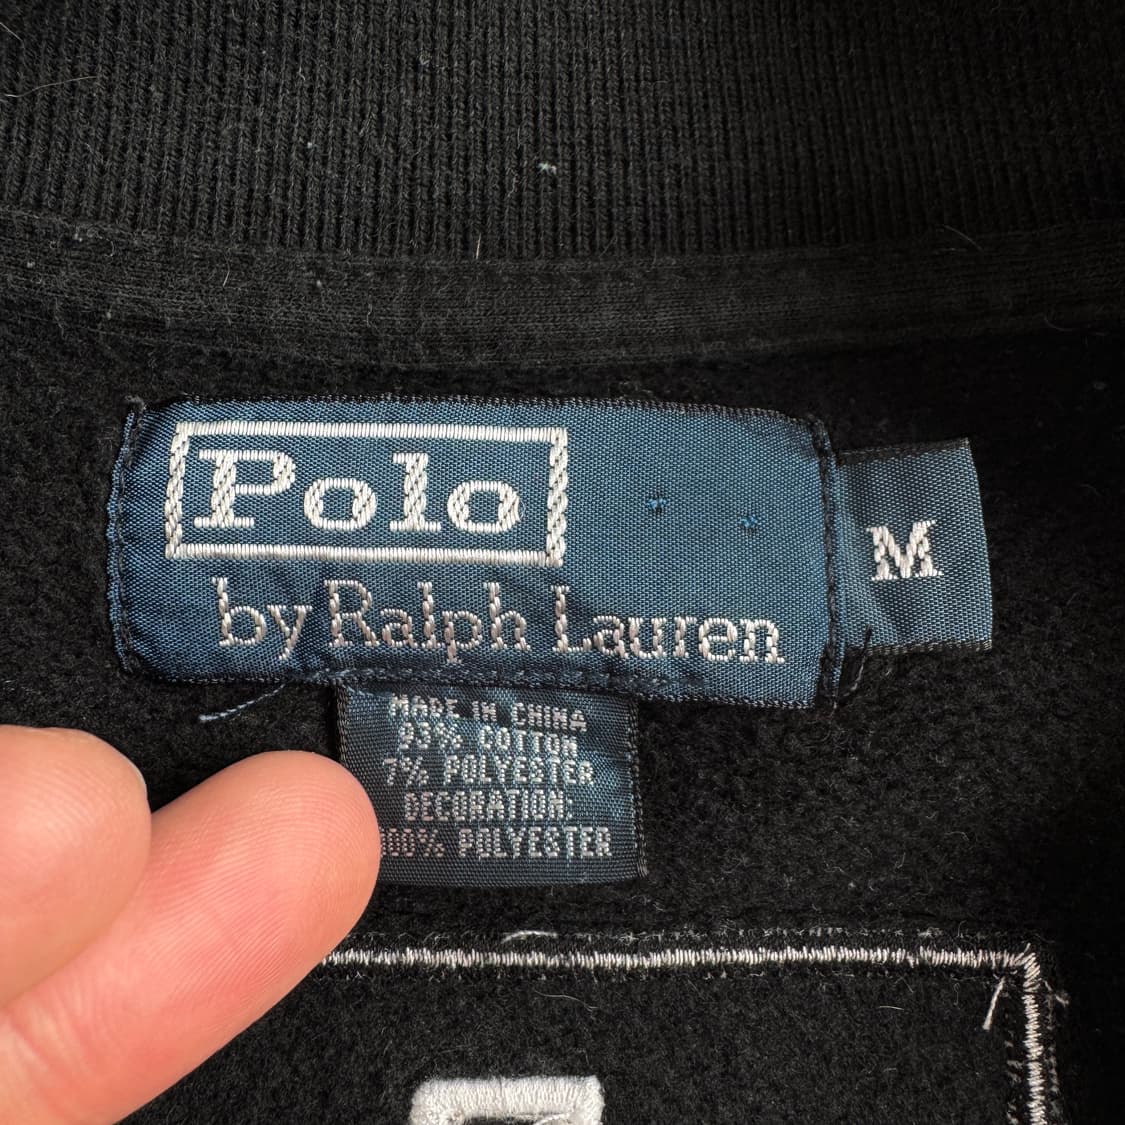 Polo
by Ralph Lauren
M
MADE IN CHINA
93% COTTON
7% POLYESTER
DECORATION:
100% POLYESTER